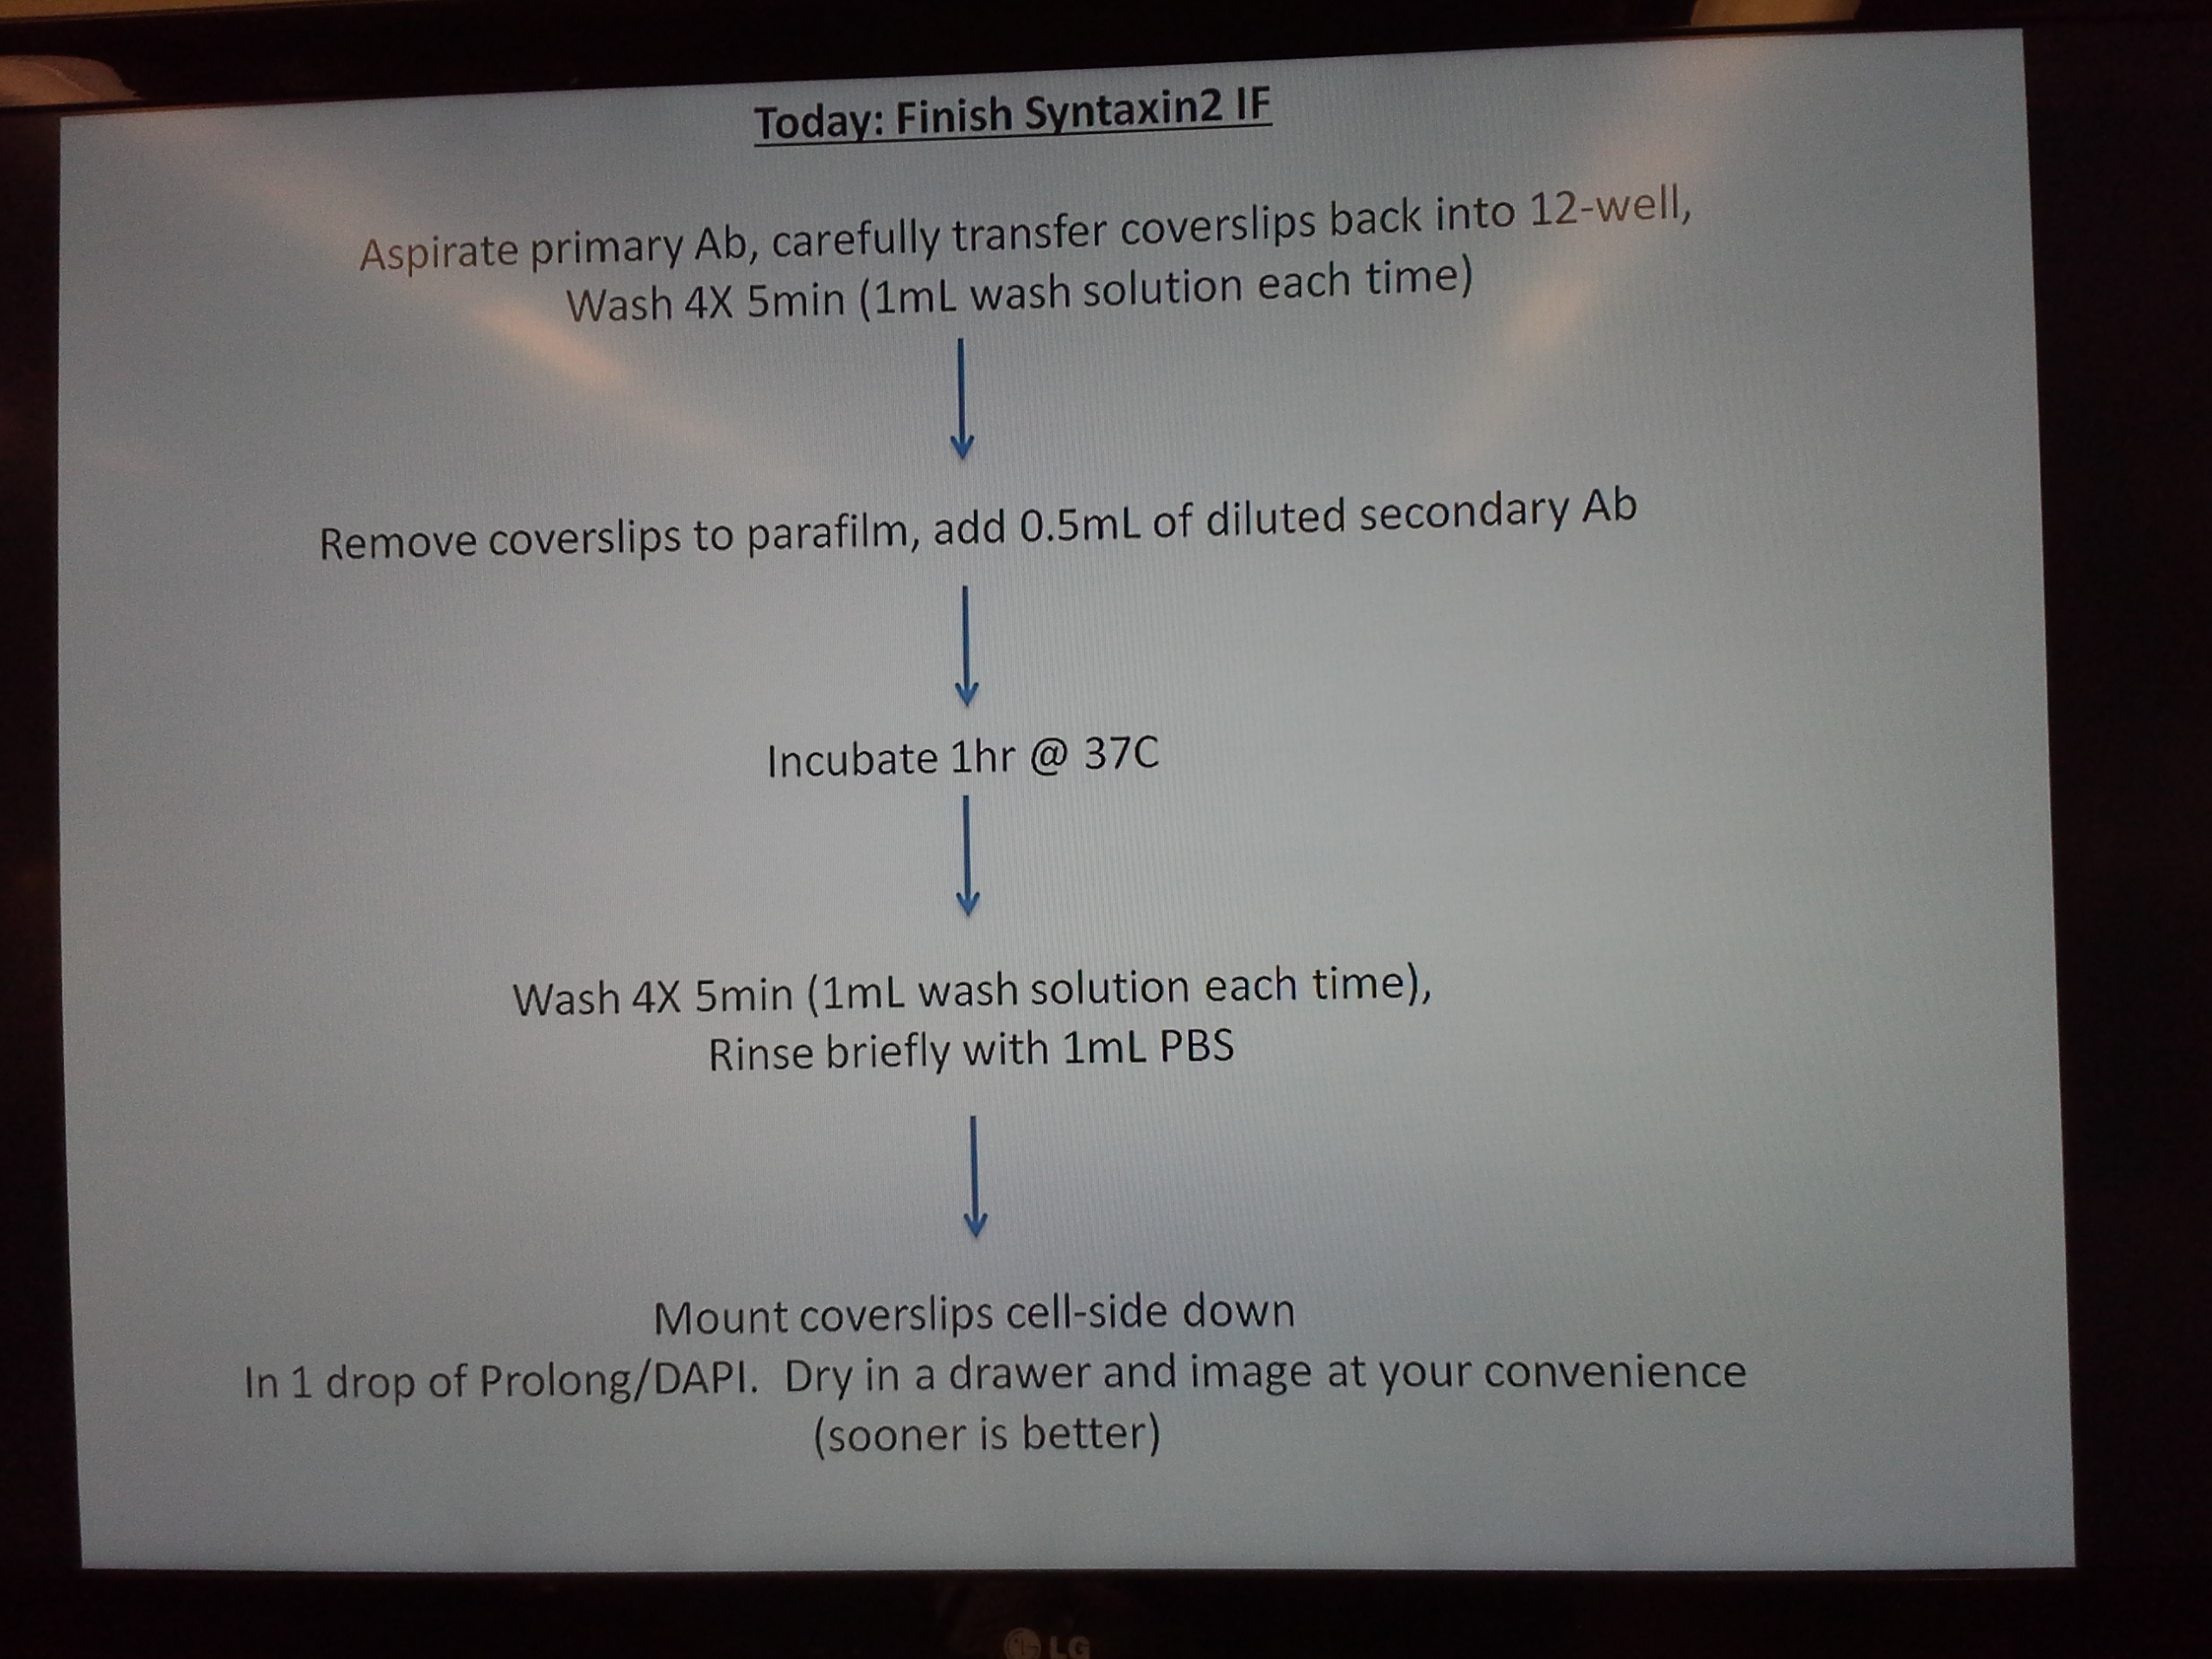 Today: Finish Syntaxin2 IF
Aspirate primary Ab, carefully transfer coverslips back into 12-well,
Wash 4X 5min (1mL wash solution each time)
Remove coverslips to parafilm, add 0.5mL of diluted secondary Ab
Incubate 1hr @ 37C
Wash 4X 5min (1mL wash solution each time),
Rinse briefly with 1mL PBS
Mount coverslips cell-side down
In 1 drop of Prolong/DAPI.  Dry in a drawer and image at your convenience
(sooner is better)
LG